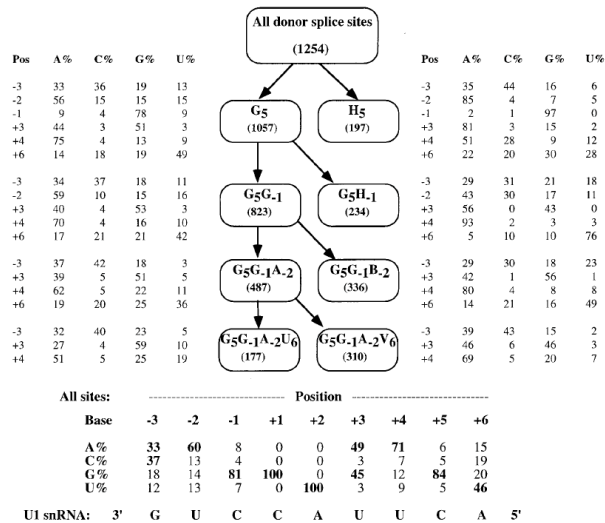 All donor splice sites
(1254)
Pos A% C% G% U%
-3 33 36 19 13
-2 56 15 15 15
-1 9 4 78 9
+3 44 3 51 3
+4 75 4 13 9
+6 14 18 19 49
G5
(1057)
H5
(197)
Pos A% C% G% U%
-3 35 44 16 6
-2 85 4 7 5
-1 2 1 97 0
+3 81 3 15 2
+4 51 28 9 12
+6 22 20 30 28
-3 34 37 18 11
-2 59 10 15 16
+3 40 4 53 3
+4 70 4 16 10
+6 17 21 21 42
G5G-1
(823)
G5H-1
(234)
-3 29 31 21 18
-2 43 30 17 11
+3 56 0 43 0
+4 93 2 3 3
+6 5 10 10 76
-3 37 42 18 3
+3 39 5 51 5
+4 62 5 22 11
+6 19 20 25 36
G5G-1A-2
(487)
G5G-1B-2
(336)
-3 29 30 18 23
+3 42 1 56 1
+4 80 4 8 8
+6 14 21 16 49
-3 32 40 23 5
+3 27 4 59 10
+4 51 5 25 19
G5G-1A-2U6
(177)
G5G-1A-2V6
(310)
-3 39 43 15 2
+3 46 6 46 3
+4 69 5 20 7
All sites: Position
Base -3 -2 -1 +1 +2 +3 +4 +5 +6
A% 33 60 8 0 0 49 71 6 15
C% 37 13 4 0 0 3 7 5 19
G% 18 14 81 100 0 45 12 84 20
U% 12 13 7 0 100 3 9 5 46
U1 snRNA: 3' G U C C A U U C A 5'